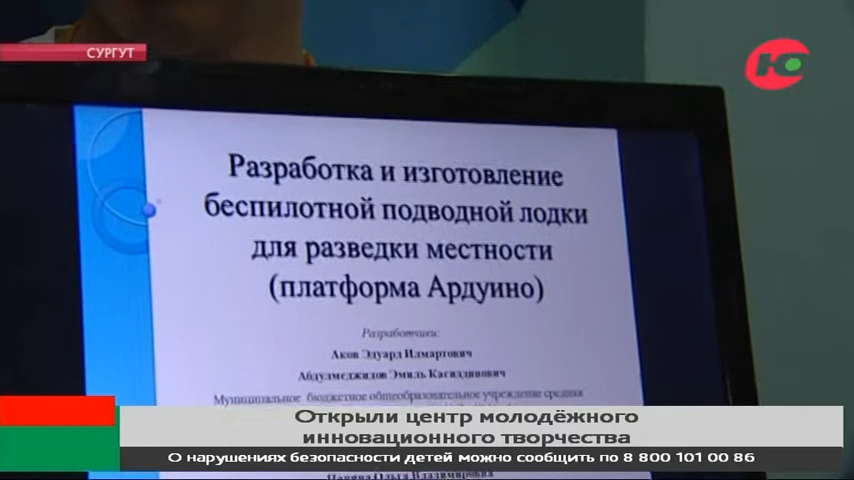 СУРГУТ
Ю
Разработка и изготовление
беспилотной подводной лодки
для разведки местности
(платформа Ардуино)
Разработчики:
Аков Эдуард Илмартович
Абдулмеджидов Эмиль Касиддинович
Муниципальное бюджетное общеобразовательное учреждение средняя
Открыли центр молодёжного
инновационного творчества
О нарушениях безопасности детей можно сообщить по 8 800 101 00 86
Ольга Владимировна